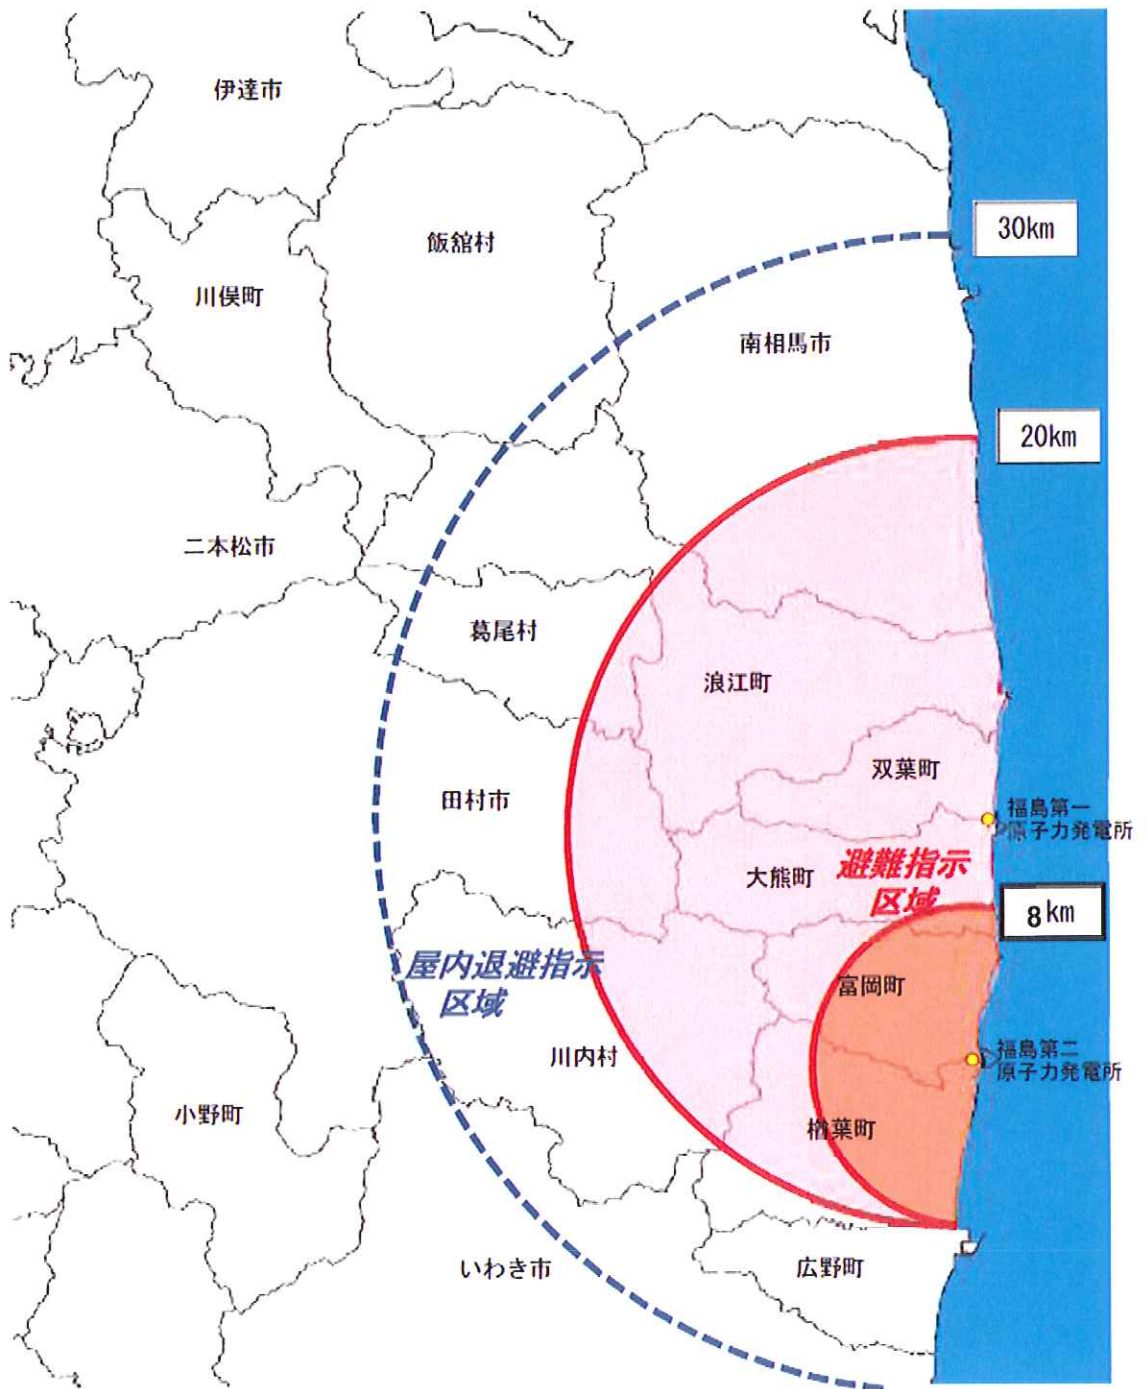 伊達市
飯舘村
30km
川俣町
南相馬市
20km
二本松市
葛尾村
浪江町
双葉町
田村市
福島第一
原子力発電所
大熊町
避難指示
区域
8km
屋内退避指示
区域
富岡町
川内村
福島第二
原子力発電所
小野町
楢葉町
いわき市
広野町